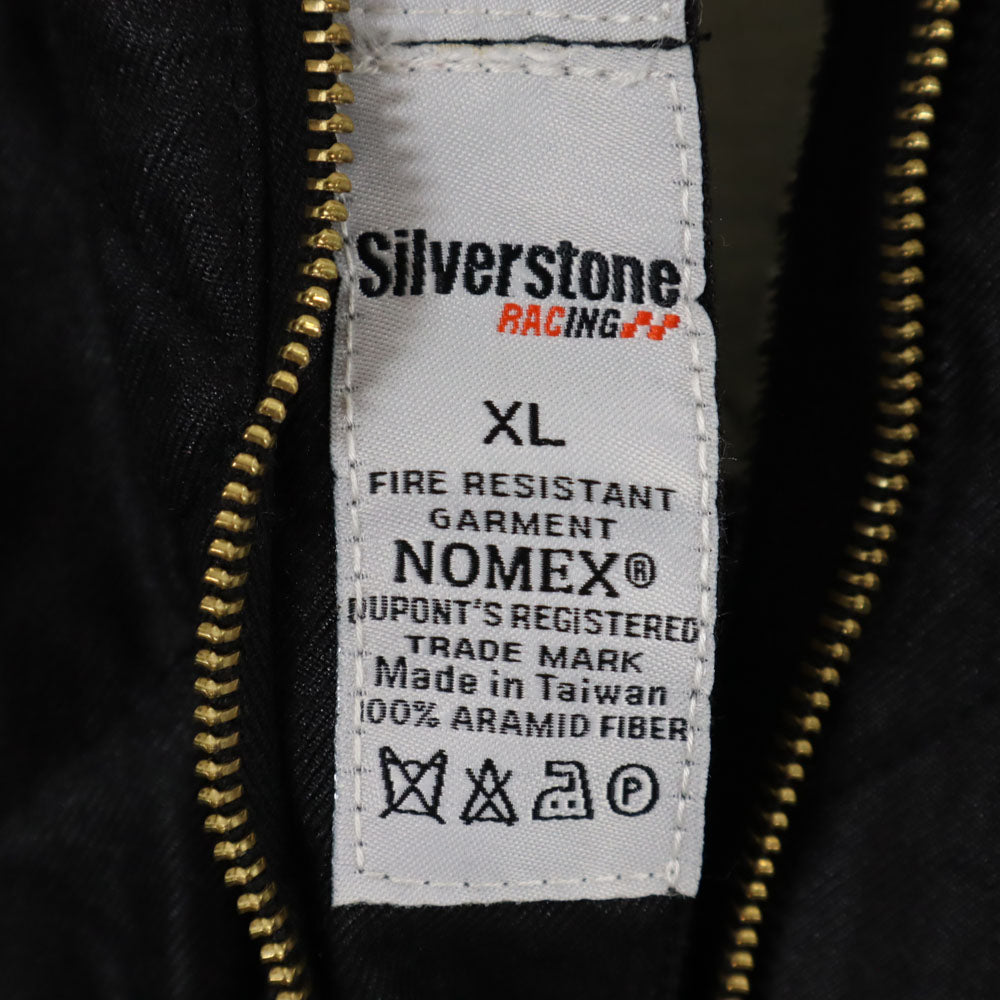 Silverstone
RACING
XL
FIRE RESISTANT
GARMENT
NOMEX®
DUPONT'S REGISTERED
TRADE MARK
Made in Taiwan
100% ARAMID FIBER
P